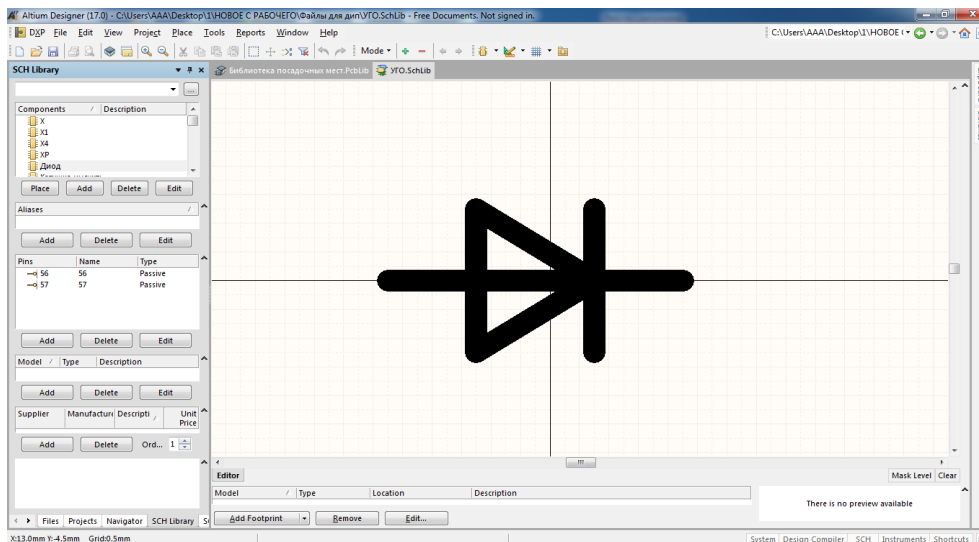 Altium Designer (17.0) - C:\Users\AAA\Desktop\1\НОВОЕ С РАБОЧЕГО\Файлы для дип\УГО.SchLib - Free Documents. Not signed in.
DXP File Edit View Project Place Tools Reports Window Help
C:\Users\AAA\Desktop\1\НОВОЕ (
Mode
SCH Library
Библиотека посадочных мест.PcbLib УГО.SchLib
...
Components / Description
X
X1
X4
XP
Диод
Place Add Delete Edit
Aliases /
Add Delete Edit
Pins Name Type
56 56 Passive
57 57 Passive
Add Delete Edit
Model / Type Description
Add Delete Edit
Supplier Manufacture Descripti / Unit Price
Add Delete Ord... 1
Editor
Mask Level Clear
Model / Type Location Description
There is no preview available
Add Footprint Remove Edit...
Files Projects Navigator SCH Library
X:13.0mm Y:-4.5mm Grid:0.5mm
System Design Compiler SCH Instruments Shortcuts